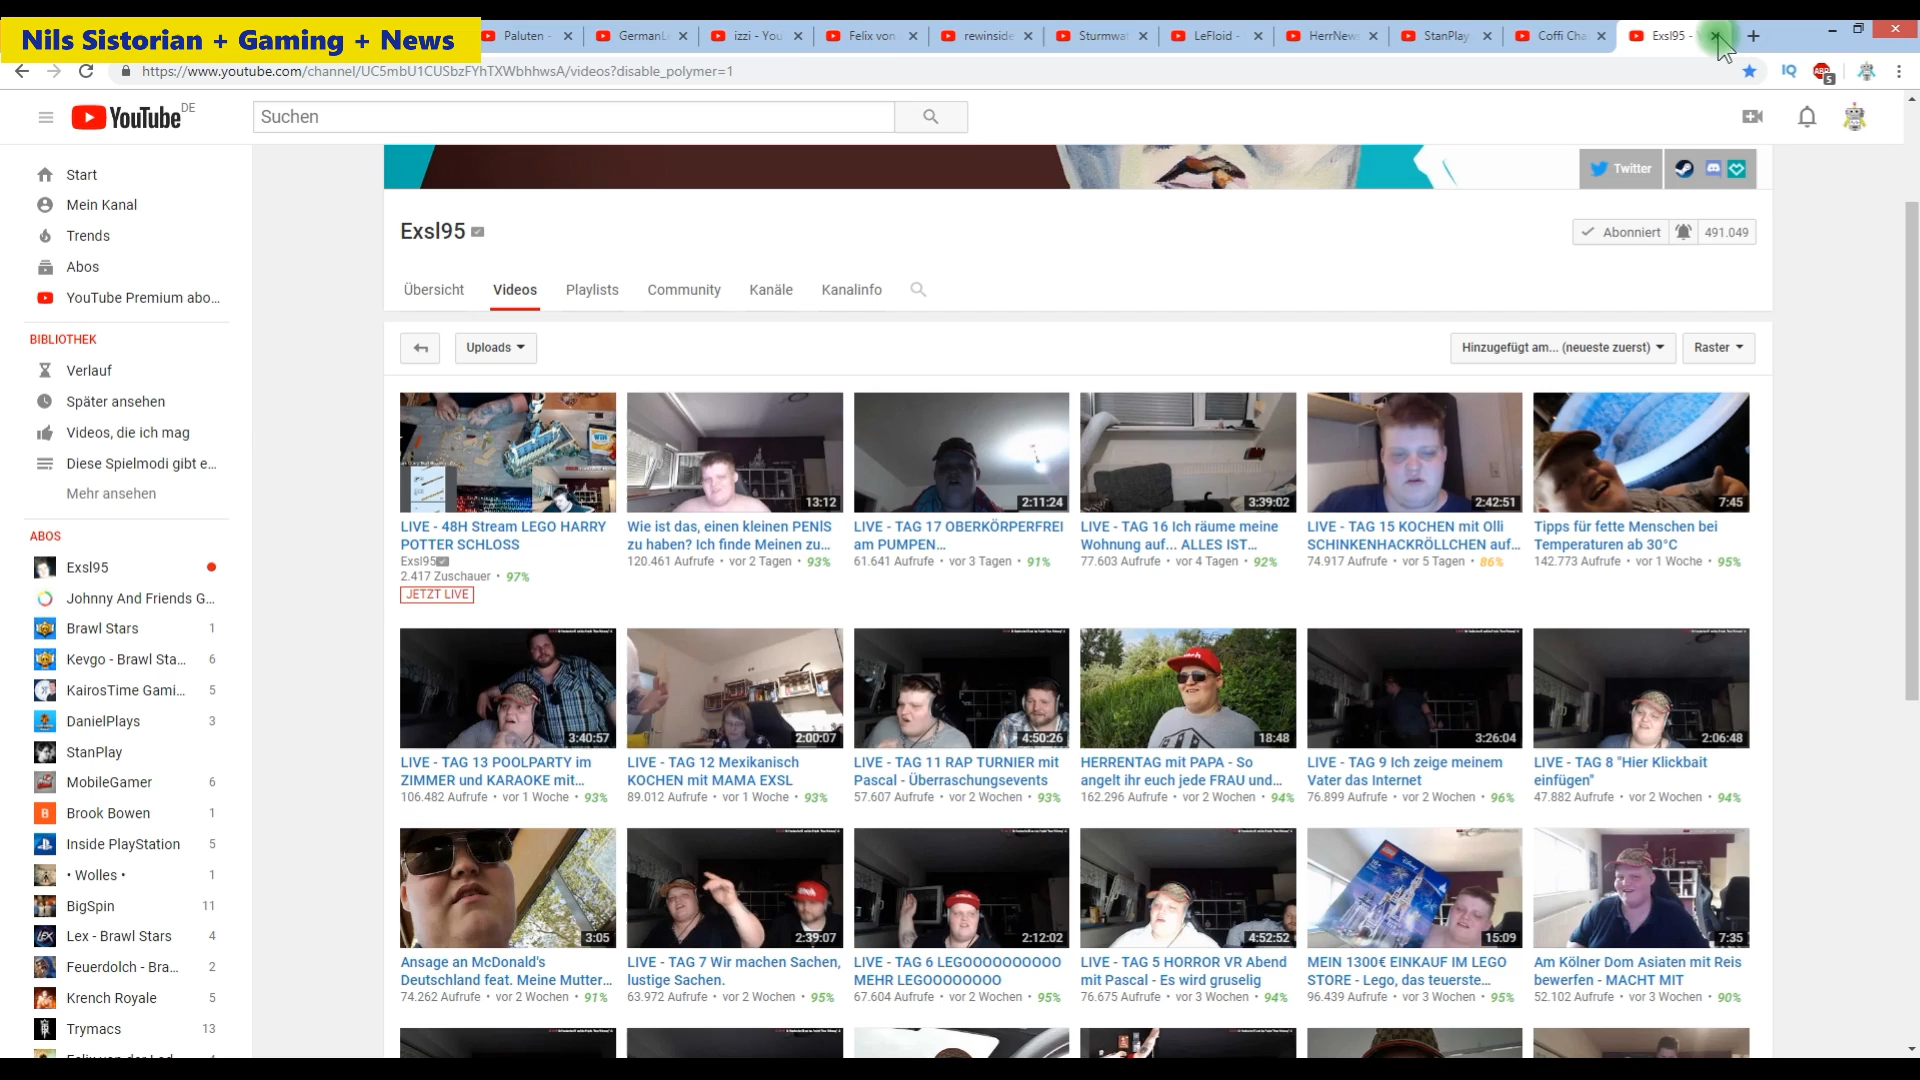 Nils Sistorian + Gaming + News
Paluten -
GermanL
izzi - You
Felix von
rewinside
Sturmwaf
LeFloid -
HerrNews
StanPlay
Coffi Cha
Exsl95 -
https://www.youtube.com/channel/UC5mbU1CUSbzFYhTXWbhhwsA/videos?disable_polymer=1
IQ
ABP
5
YouTube DE
Suchen
Start
Mein Kanal
Trends
Abos
YouTube Premium abo...
BIBLIOTHEK
Verlauf
Später ansehen
Videos, die ich mag
Diese Spielmodi gibt e...
Mehr ansehen
ABOS
Exsl95
Johnny And Friends G...
Brawl Stars 1
Kevgo - Brawl Sta... 6
KairosTime Gami... 5
DanielPlays 3
StanPlay
MobileGamer 6
Brook Bowen 1
Inside PlayStation 5
• Wolles • 1
BigSpin 11
Lex - Brawl Stars 4
Feuerdolch - Bra... 2
Krench Royale 5
Trymacs 13
Twitter
Exsl95
Abonniert 491.049
Übersicht Videos Playlists Community Kanäle Kanalinfo
Uploads
Hinzugefügt am... (neueste zuerst)
Raster
LIVE - 48H Stream LEGO HARRY
POTTER SCHLOSS
Exsl95
2.417 Zuschauer • 97%
JETZT LIVE
13:12
Wie ist das, einen kleinen PENlS
zu haben? Ich finde Meinen zu...
120.461 Aufrufe • vor 2 Tagen • 93%
2:11:24
LIVE - TAG 17 OBERKÖRPERFREI
am PUMPEN...
61.641 Aufrufe • vor 3 Tagen • 91%
3:39:02
LIVE - TAG 16 Ich räume meine
Wohnung auf... ALLES IST...
77.603 Aufrufe • vor 4 Tagen • 92%
2:42:51
LIVE - TAG 15 KOCHEN mit Olli
SCHINKENHACKRÖLLCHEN auf...
74.917 Aufrufe • vor 5 Tagen • 86%
7:45
Tipps für fette Menschen bei
Temperaturen ab 30°C
142.773 Aufrufe • vor 1 Woche • 95%
3:40:57
LIVE - TAG 13 POOLPARTY im
ZIMMER und KARAOKE mit...
106.482 Aufrufe • vor 1 Woche • 93%
2:00:07
LIVE - TAG 12 Mexikanisch
KOCHEN mit MAMA EXSL
89.012 Aufrufe • vor 1 Woche • 93%
4:50:26
LIVE - TAG 11 RAP TURNIER mit
Pascal - Überraschungsevents
57.607 Aufrufe • vor 2 Wochen • 93%
18:48
HERRENTAG mit PAPA - So
angelt ihr euch jede FRAU und...
162.296 Aufrufe • vor 2 Wochen • 94%
3:26:04
LIVE - TAG 9 Ich zeige meinem
Vater das Internet
76.899 Aufrufe • vor 2 Wochen • 96%
2:06:48
LIVE - TAG 8 "Hier Klickbait
einfügen"
47.882 Aufrufe • vor 2 Wochen • 94%
3:05
Ansage an McDonald's
Deutschland feat. Meine Mutter...
74.262 Aufrufe • vor 2 Wochen • 91%
2:39:07
LIVE - TAG 7 Wir machen Sachen,
lustige Sachen.
63.972 Aufrufe • vor 2 Wochen • 95%
2:12:02
LIVE - TAG 6 LEGOOOOOOOOOO
MEHR LEGOOOOOOOO
67.604 Aufrufe • vor 2 Wochen • 95%
4:52:52
LIVE - TAG 5 HORROR VR Abend
mit Pascal - Es wird gruselig
76.675 Aufrufe • vor 3 Wochen • 94%
15:09
MEIN 1300€ EINKAUF IM LEGO
STORE - Lego, das teuerste...
96.439 Aufrufe • vor 3 Wochen • 95%
7:35
Am Kölner Dom Asiaten mit Reis
bewerfen - MACHT MIT
52.102 Aufrufe • vor 3 Wochen • 90%